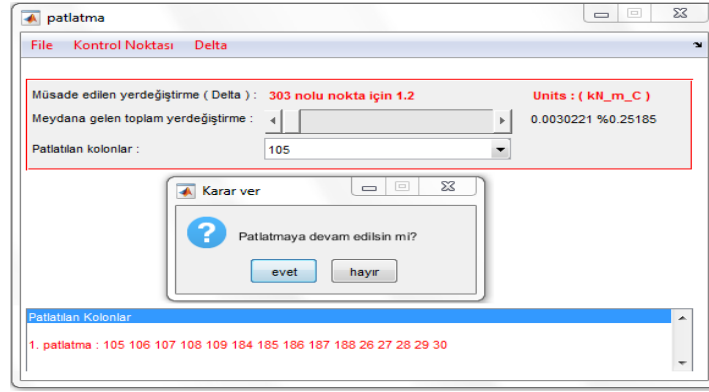 patlatma
File Kontrol Noktası Delta
Müsade edilen yerdeğiştirme ( Delta ) : 303 nolu nokta için 1.2 Units : ( kN_m_C )
Meydana gelen toplam yerdeğiştirme : 0.0030221 %0.25185
Patlatılan kolonlar : 105
Karar ver
Patlatmaya devam edilsin mi?
evet hayır
Patlatılan Kolonlar
1. patlatma : 105 106 107 108 109 184 185 186 187 188 26 27 28 29 30